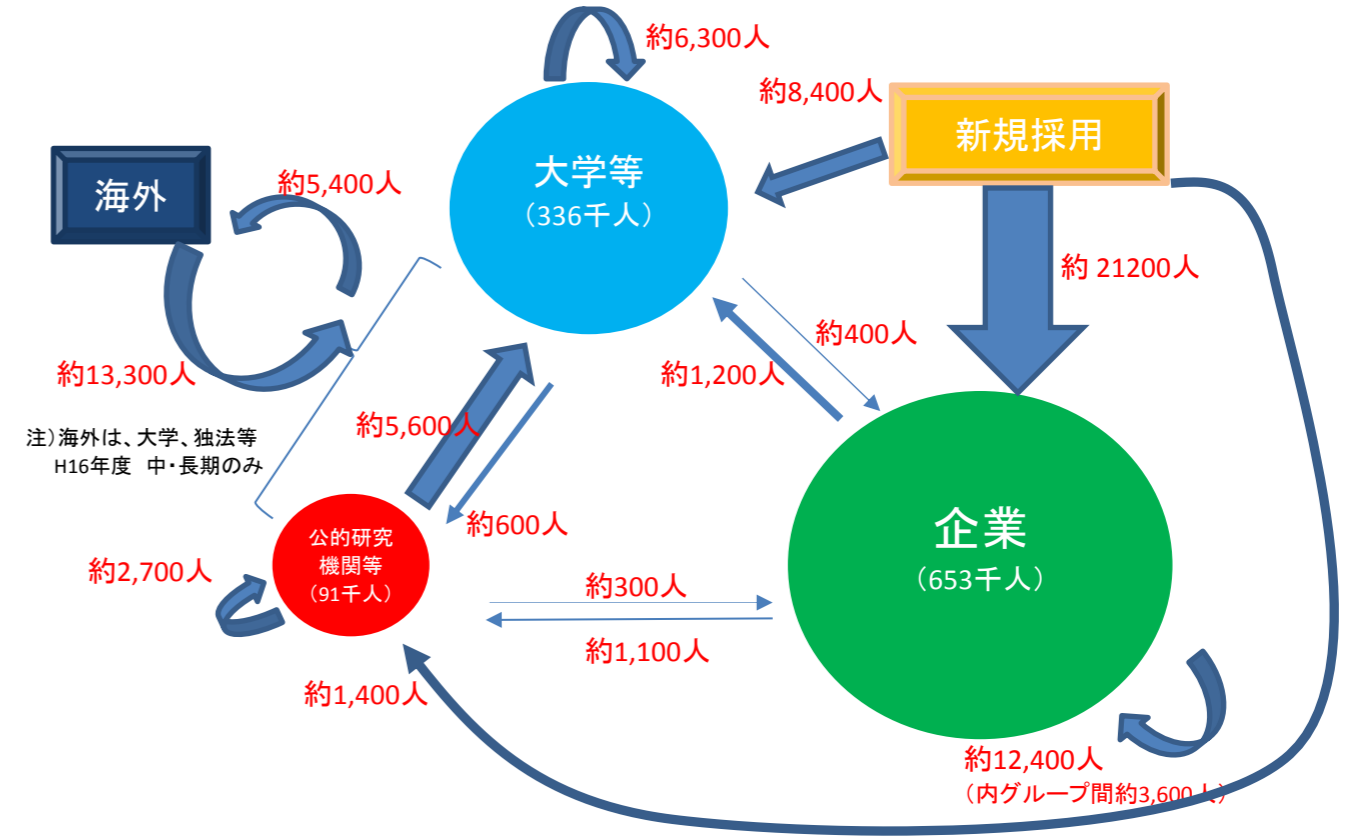 約6,300人
約8,400人
新規採用
大学等
（336千人）
海外
約5,400人
約 21200人
約400人
約1,200人
約13,300人
注）海外は、大学、独法等
H16年度 中・長期のみ
約5,600人
約600人
公的研究
機関等
（91千人）
企業
（653千人）
約2,700人
約300人
約1,100人
約1,400人
約12,400人
（内グループ間約3,600人）